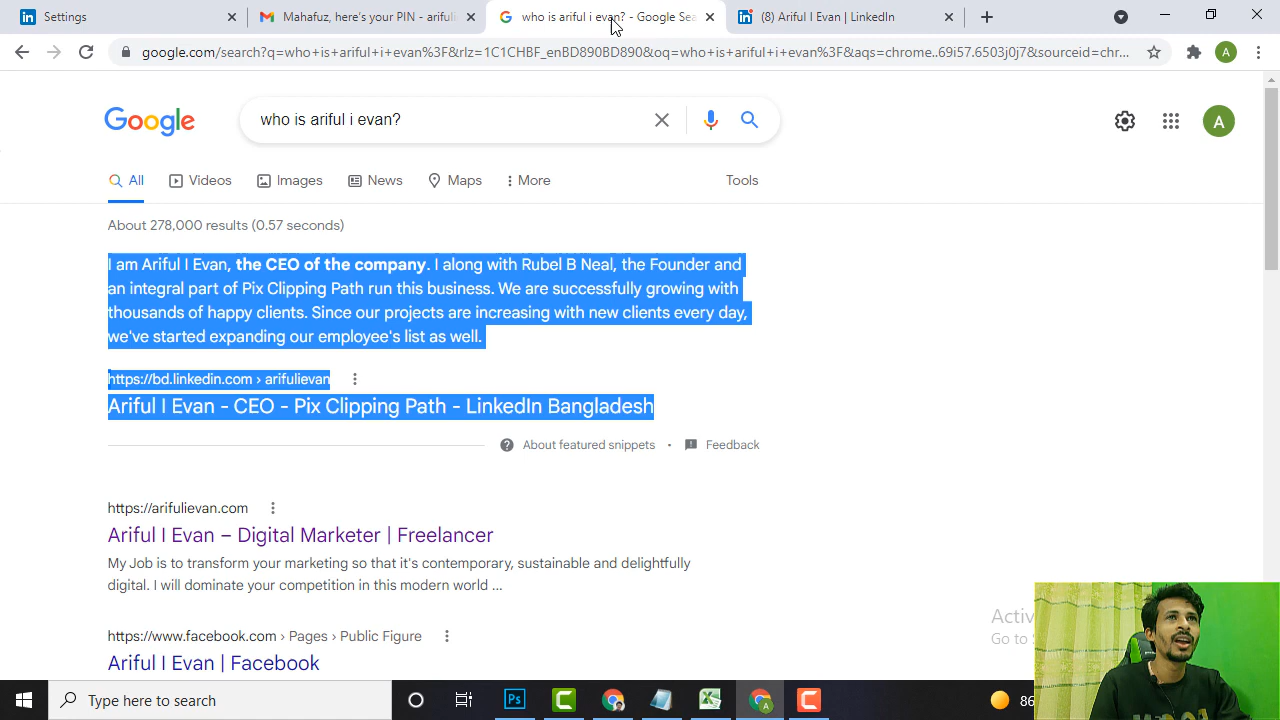 Settings
Mahafuz, here's your PIN - arifuli
who is ariful i evan? - Google Sea
(8) Ariful I Evan | LinkedIn
google.com/search?q=who+is+ariful+i+evan%3F&rlz=1C1CHBF_enBD890BD890&oq=who+is+ariful+i+evan%3F&aqs=chrome..69i57.6503j0j7&sourceid=chr...
A
Google
who is ariful i evan?
A
All
Videos
Images
News
Maps
More
Tools
About 278,000 results (0.57 seconds)
I am Ariful I Evan, the CEO of the company. I along with Rubel B Neal, the Founder and
an integral part of Pix Clipping Path run this business. We are successfully growing with
thousands of happy clients. Since our projects are increasing with new clients every day,
we've started expanding our employee's list as well.
https://bd.linkedin.com › arifulievan
Ariful I Evan - CEO - Pix Clipping Path - LinkedIn Bangladesh
About featured snippets
•
Feedback
https://arifulievan.com
Ariful I Evan – Digital Marketer | Freelancer
My Job is to transform your marketing so that it's contemporary, sustainable and delightfully
digital. I will dominate your competition in this modern world ...
https://www.facebook.com › Pages › Public Figure
Ariful I Evan | Facebook
Activ
Go to
Type here to search
Ps
86